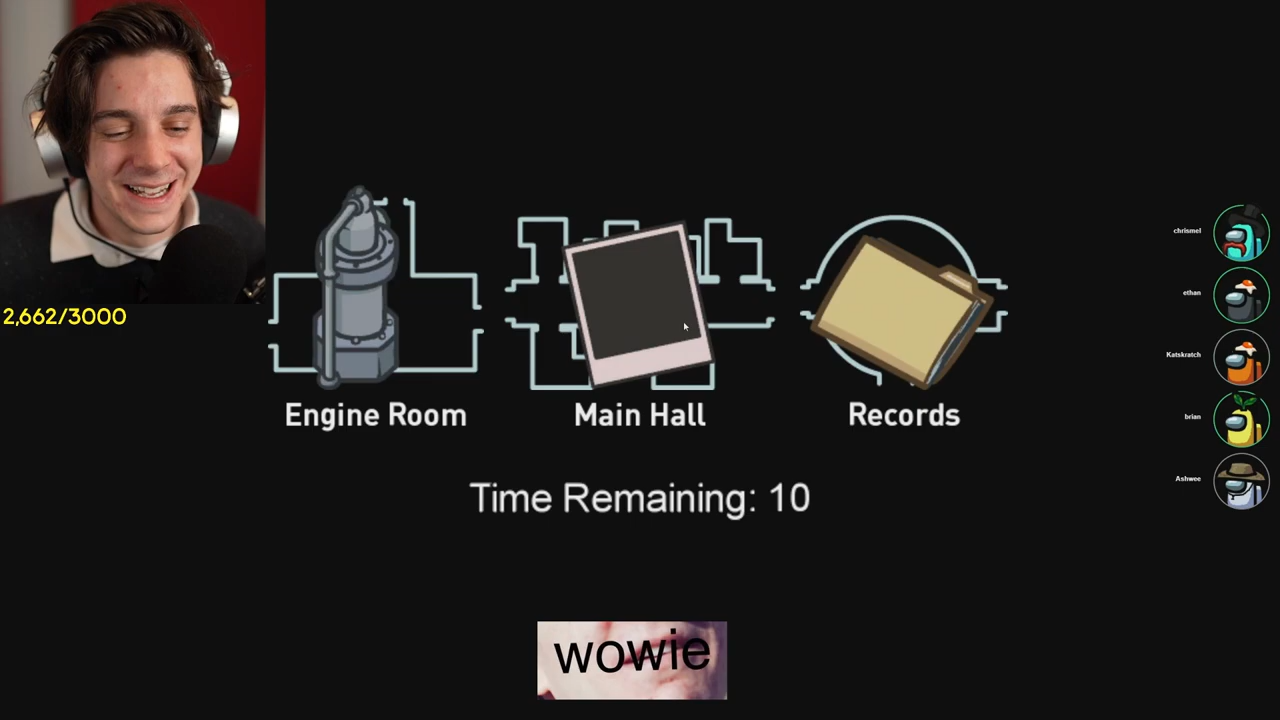 2,662/3000
Engine Room
Main Hall
Records
Time Remaining: 10
wowie
chrismel
ethan
Katskratch
brian
Ashwee